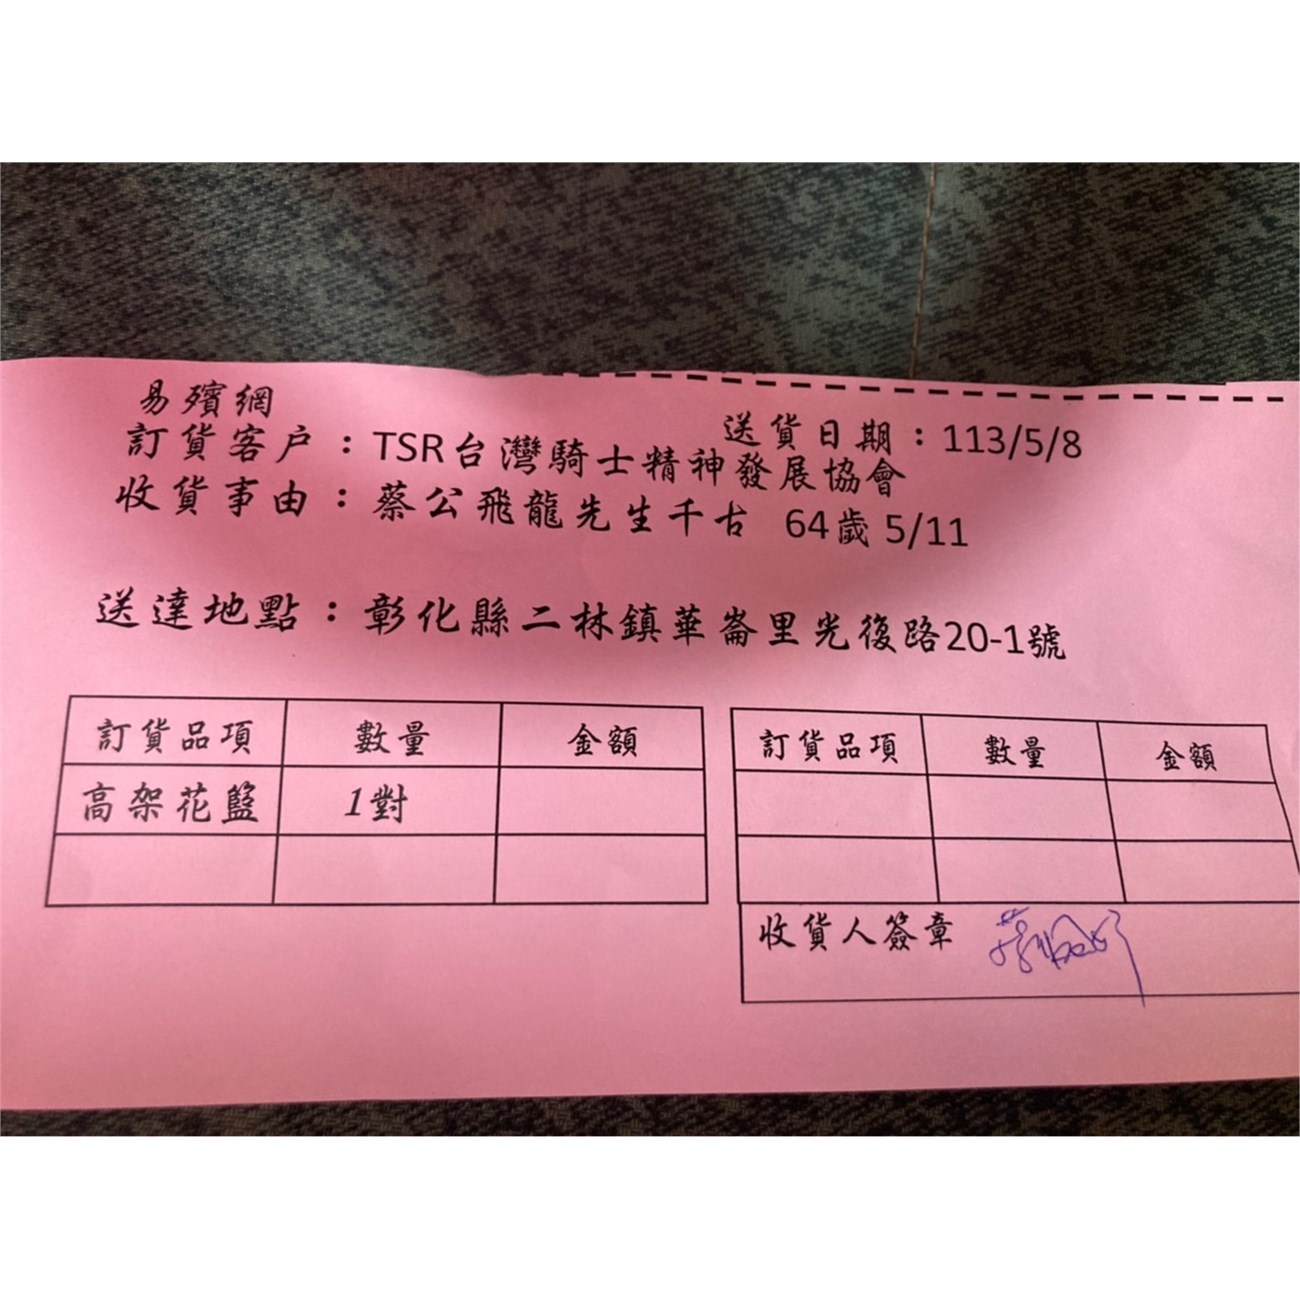 易殯網
送貨日期：113/5/8
訂貨客户：TSR台灣騎士精神發展協會
收貨事由：蔡公飛龍先生千古 64歲 5/11
送達地點：彰化縣二林鎮華崙里光復路20-1號
訂貨品項 數量 金額 訂貨品項 數量 金額
高架花籃 1對
收貨人簽章